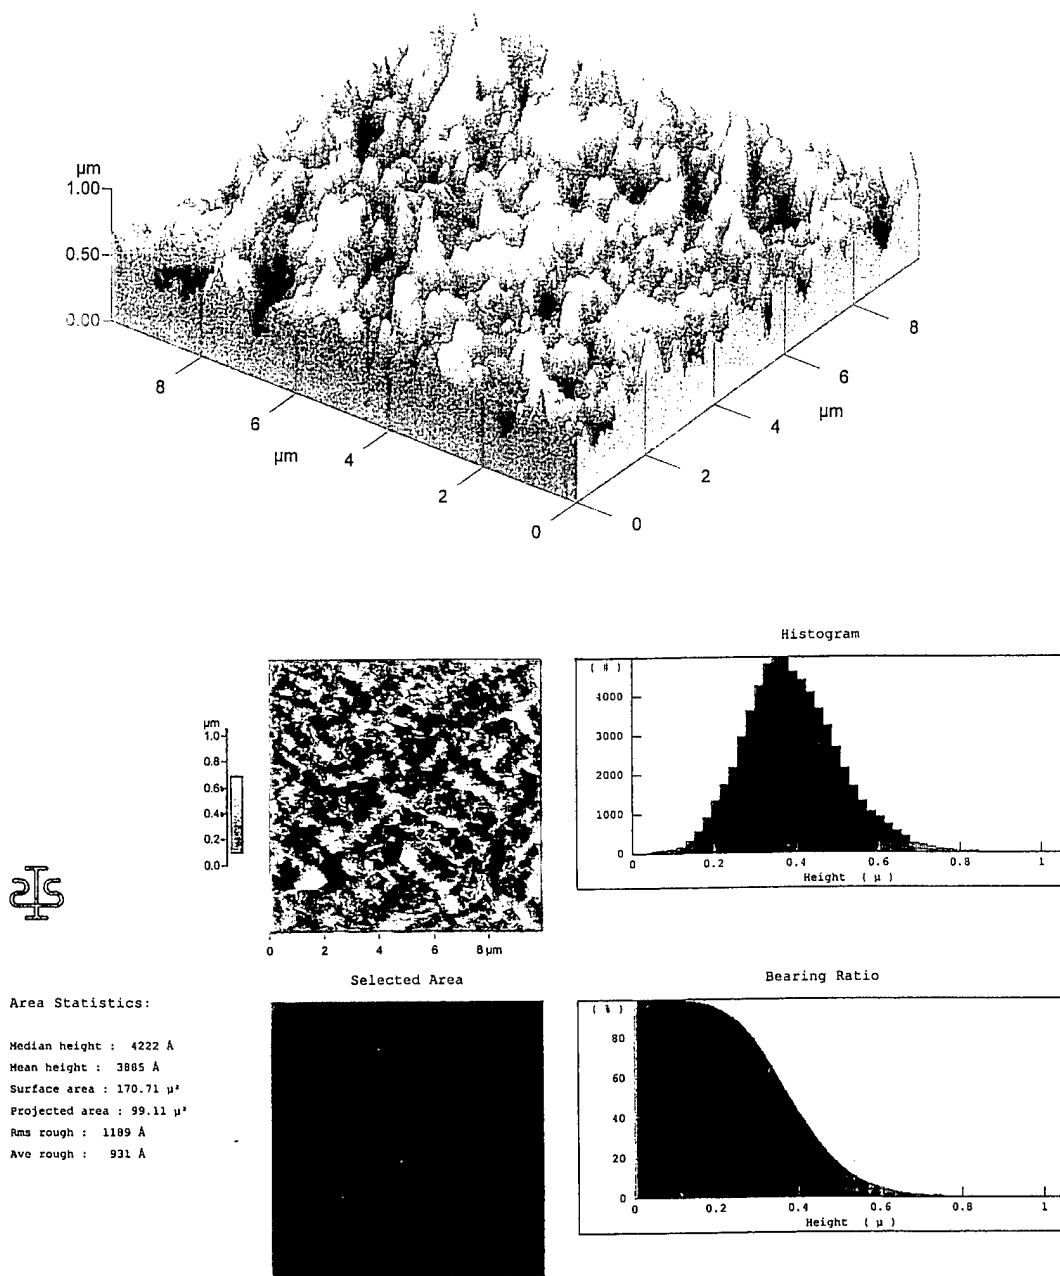 µm
1.00
0.50
0.00
8
6
µm
4
2
0
0
2
4
µm
6
8
Histogram
( # )
4000
3000
2000
1000
0
0.2
0.4
0.6
0.8
1
Height ( µ )
µm
1.0
0.8
0.6
0.4
0.2
0.0
0
2
4
6
8µm
Selected Area
Bearing Ratio
( % )
80
60
40
20
0
0
0.2
0.4
0.6
0.8
1
Height ( µ )
Area Statistics:
Median height : 4222 Å
Mean height : 3885 Å
Surface area : 170.71 µ²
Projected area : 99.11 µ²
Rms rough : 1189 Å
Ave rough : 931 Å